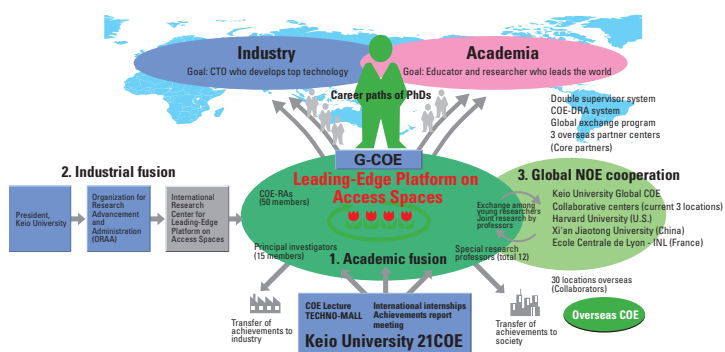 Industry
Goal: CTO who develops top technology
Academia
Goal: Educator and researcher who leads the world
Career paths of PhDs
Double supervisor system
COE-DRA system
Global exchange program
3 overseas partner centers
(Core partners)
G-COE
Leading-Edge Platform on
Access Spaces
2. Industrial fusion
President,
Keio University
Organization for
Research
Advancement
and
Administration
(ORAA)
International
Research
Center for
Leading-Edge
Platform on
Access Spaces
COE-RAs
(50 members)
Principal investigators
(15 members)
1. Academic fusion
Exchange among
young researchers
Joint research by
professors
Special research
professors (total 12)
3. Global NOE cooperation
Keio University Global COE
Collaborative centers (current 3 locations)
Harvard University (U.S.)
Xi'an Jiaotong University (China)
Ecole Centrale de Lyon - INL (France)
30 locations overseas
(Collaborators)
Overseas COE
Transfer of
achievements to
industry
COE Lecture
TECHNO-MALL
International internships
Achievements report
meeting
Keio University 21COE
Transfer of
achievements to
society